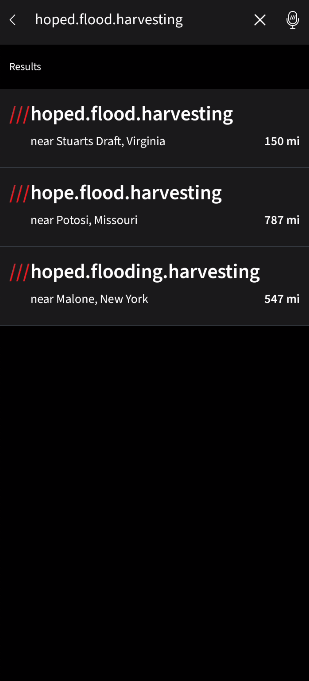 hoped.flood.harvesting
Results
///hoped.flood.harvesting
near Stuarts Draft, Virginia 150 mi
///hope.flood.harvesting
near Potosi, Missouri 787 mi
///hoped.flooding.harvesting
near Malone, New York 547 mi